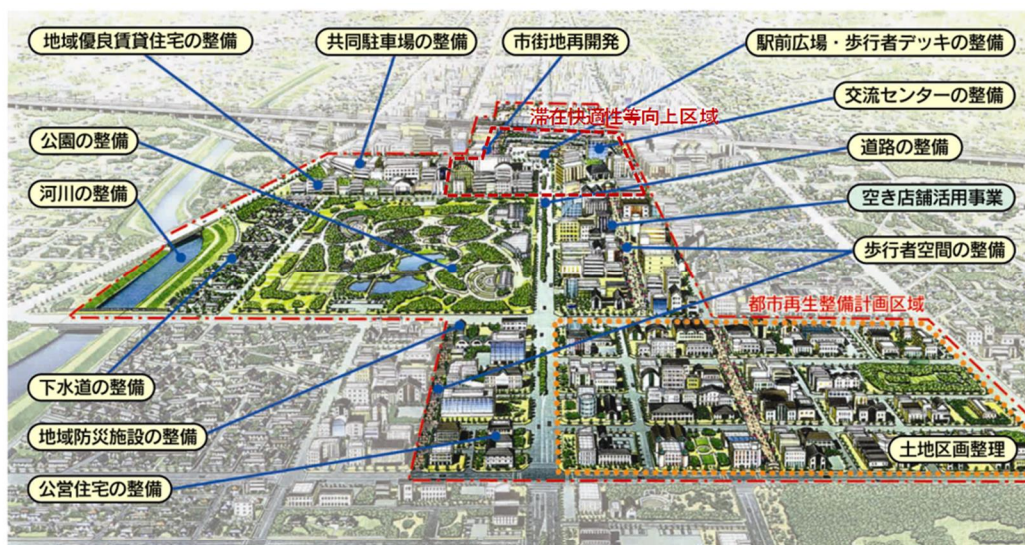 地域優良賃貸住宅の整備
共同駐車場の整備
市街地再開発
駅前広場・歩行者デッキの整備
滞在快適性等向上区域
交流センターの整備
公園の整備
道路の整備
河川の整備
空き店舗活用事業
歩行者空間の整備
都市再生整備計画区域
下水道の整備
地域防災施設の整備
土地区画整理
公営住宅の整備